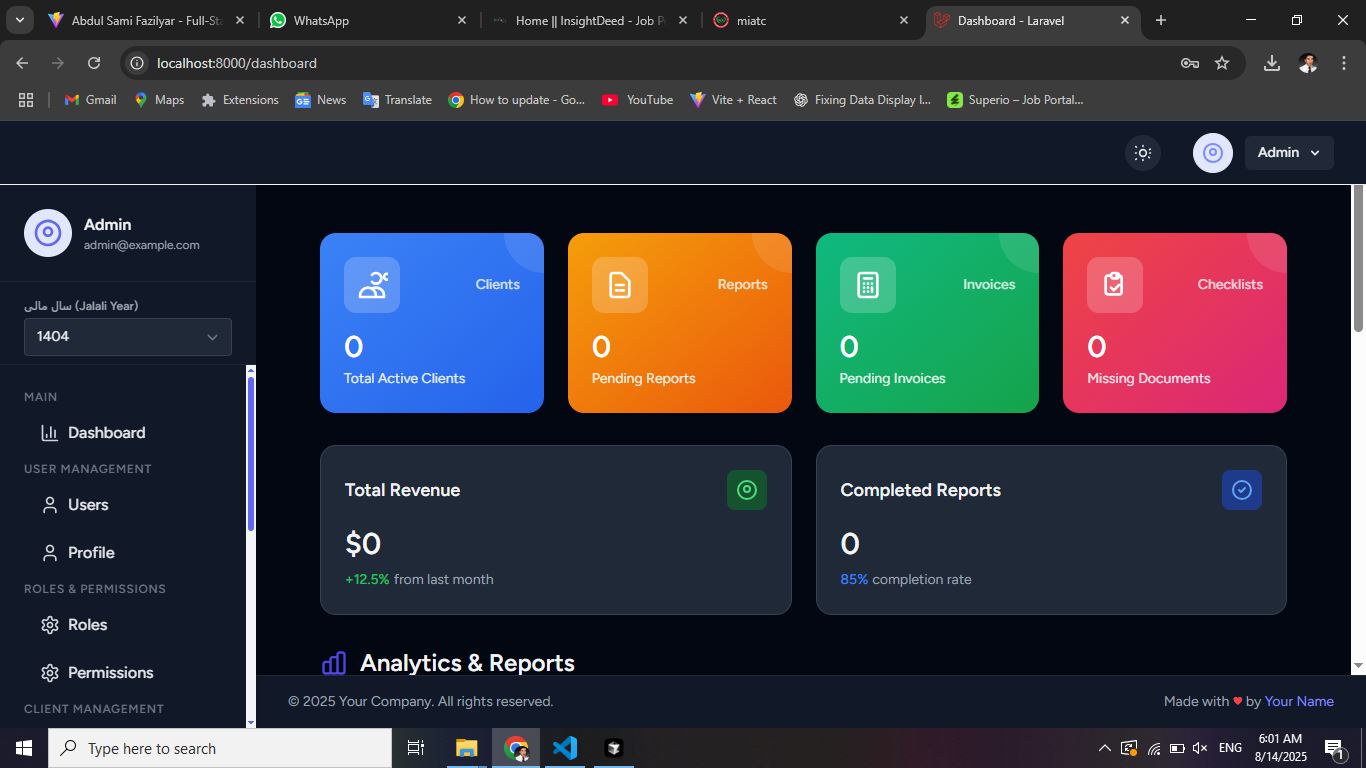 Abdul Sami Fazilyar - Full-St
WhatsApp
Home || InsightDeed - Job P
miatc
Dashboard - Laravel
localhost:8000/dashboard
Gmail
Maps
Extensions
News
Translate
How to update - Go...
YouTube
Vite + React
Fixing Data Display I...
Superio – Job Portal...
Admin
Admin
admin@example.com
سال مالی (Jalali Year)
1404
MAIN
Dashboard
USER MANAGEMENT
Users
Profile
ROLES & PERMISSIONS
Roles
Permissions
CLIENT MANAGEMENT
Clients
0
Total Active Clients
Reports
0
Pending Reports
Invoices
0
Pending Invoices
Checklists
0
Missing Documents
Total Revenue
$0
+12.5% from last month
Completed Reports
0
85% completion rate
Analytics & Reports
© 2025 Your Company. All rights reserved.
Made with ♥ by Your Name
Type here to search
ENG
6:01 AM
8/14/2025
1